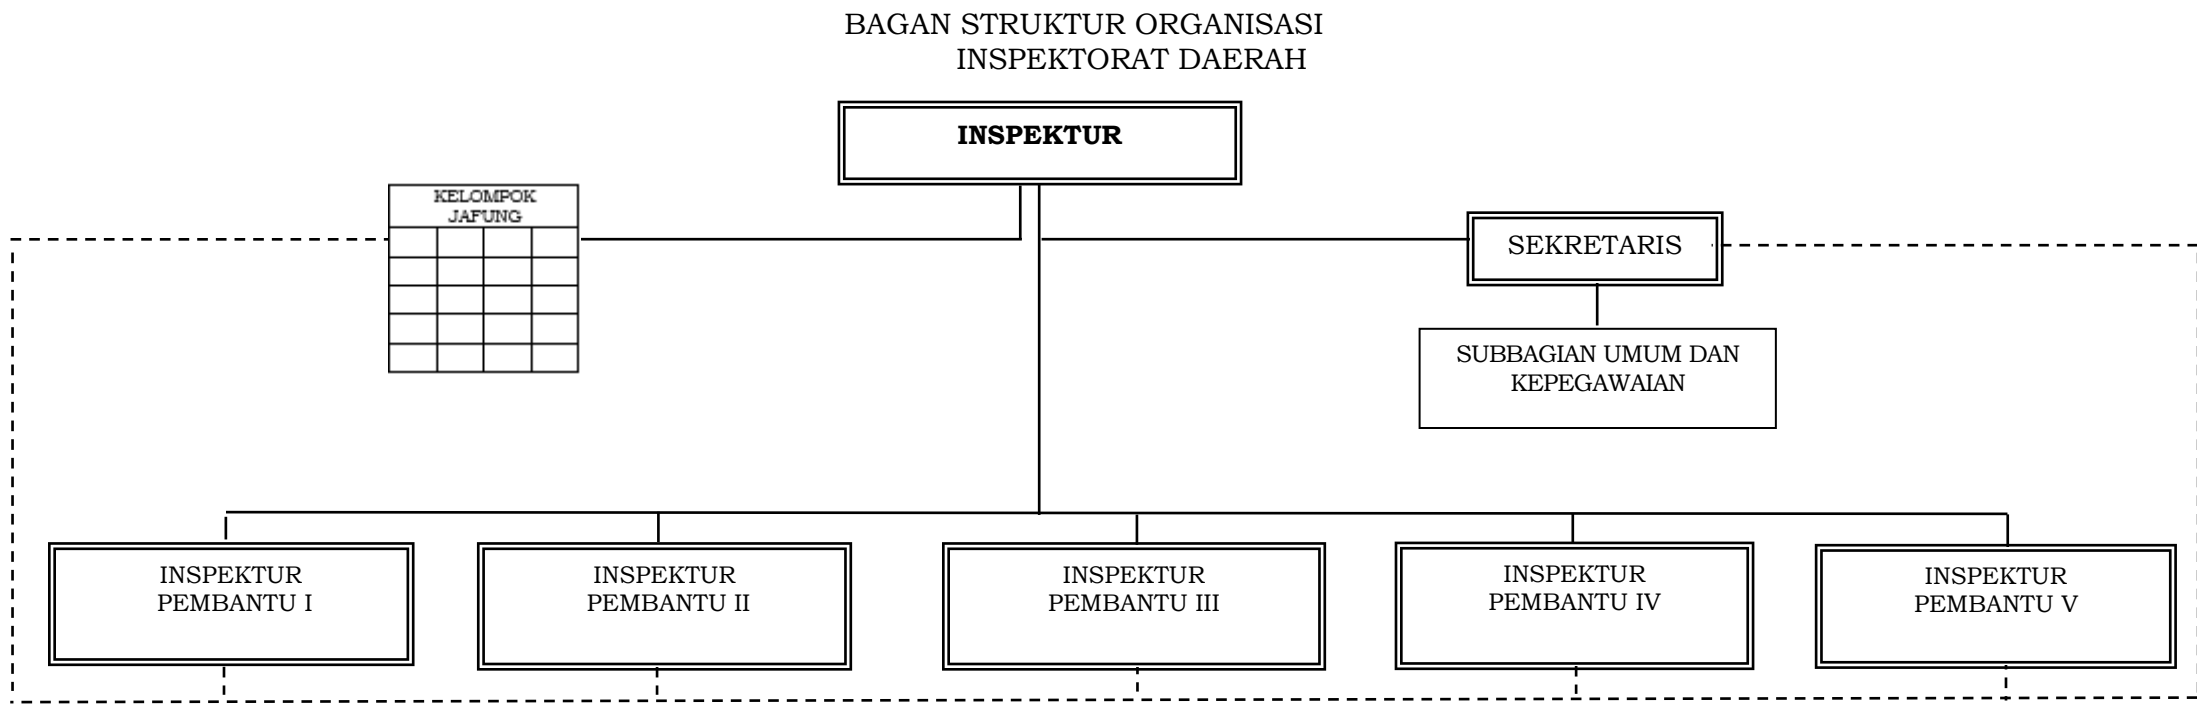 BAGAN STRUKTUR ORGANISASI
INSPEKTORAT DAERAH
INSPEKTUR
KELOMPOK
JAFUNG
SEKRETARIS
SUBBAGIAN UMUM DAN
KEPEGAWAIAN
INSPEKTUR
PEMBANTU I
INSPEKTUR
PEMBANTU II
INSPEKTUR
PEMBANTU III
INSPEKTUR
PEMBANTU IV
INSPEKTUR
PEMBANTU V